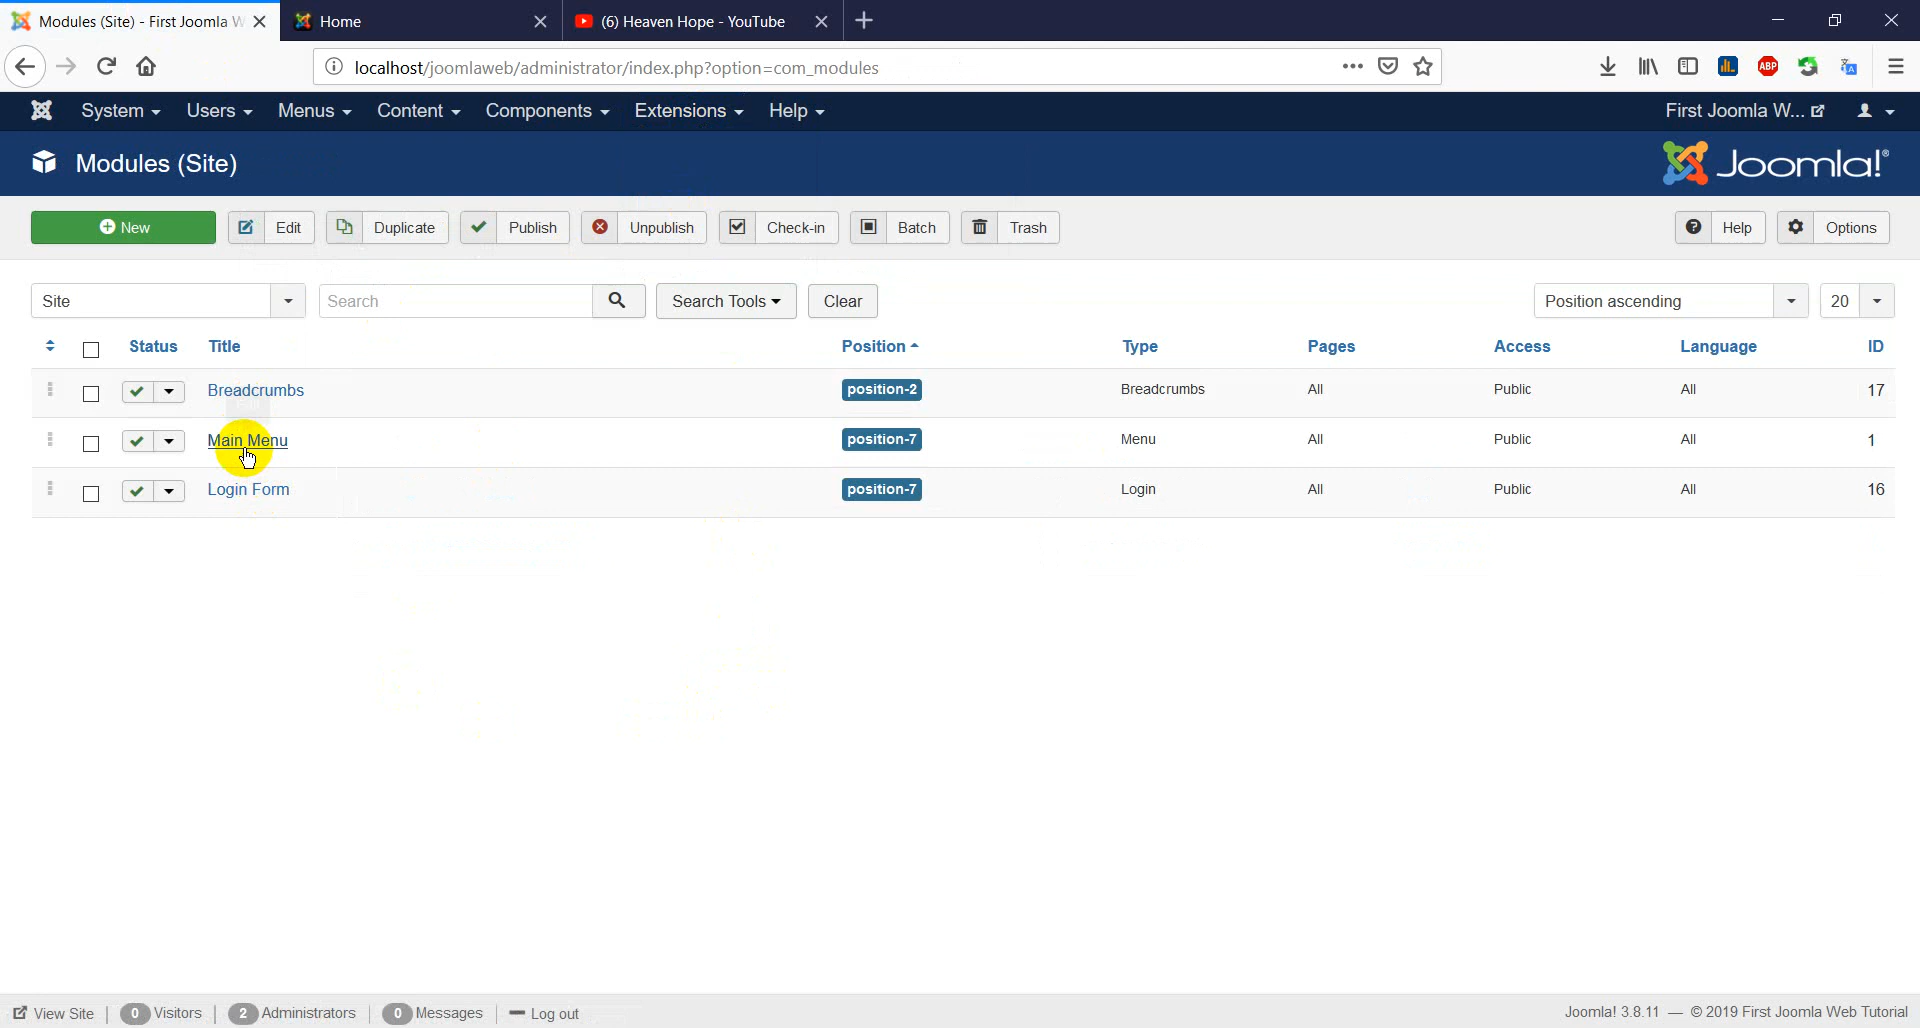 Modules (Site) - First Joomla W
Home
(6) Heaven Hope - YouTube
localhost/joomlaweb/administrator/index.php?option=com_modules
ABP
System Users Menus Content Components Extensions Help First Joomla W...
Modules (Site) Joomla!®
New Edit Duplicate Publish Unpublish Check-in Batch Trash Help Options
Site Search Search Tools Clear Position ascending 20
Status Title Position Type Pages Access Language ID
Breadcrumbs position-2 Breadcrumbs All Public All 17
Main Menu position-7 Menu All Public All 1
Login Form position-7 Login All Public All 16
View Site 0 Visitors 2 Administrators 0 Messages Log out Joomla! 3.8.11 — © 2019 First Joomla Web Tutorial